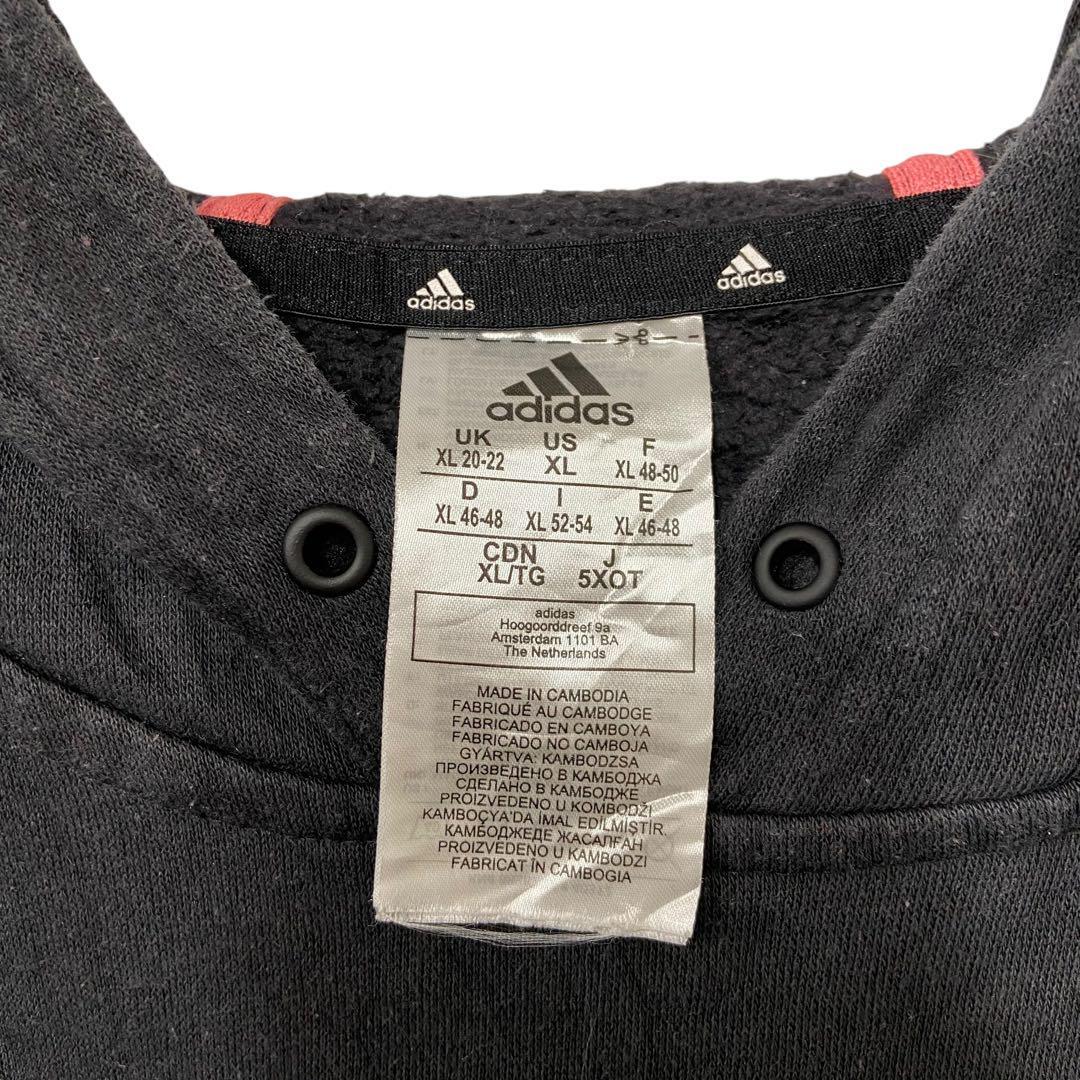 adidas
adidas
adidas
UK US F
XL 20-22 XL XL 48-50
D I E
XL 46-48 XL 52-54 XL 46-48
CDN J
XL/TG 5XOT
adidas
Hoogoorddreef 9a
Amsterdam 1101 BA
The Netherlands
MADE IN CAMBODIA
FABRIQUÉ AU CAMBODGE
FABRICADO EN CAMBOYA
FABRICADO NO CAMBOJA
GYÁRTVA: KAMBODZSA
ПРОИЗВЕДЕНО В КАМБОДЖА
СДЕЛАНО В КАМБОДЖЕ
PROIZVEDENO U KOMBODŽI
KAMBOÇYA'DA İMAL EDİLMİŞTİR
КАМБОДЖЕДЕ ЖАСАЛҒАН
PROIZVEDENO U KAMBODZI
FABRICAT ÎN CAMBOGIA